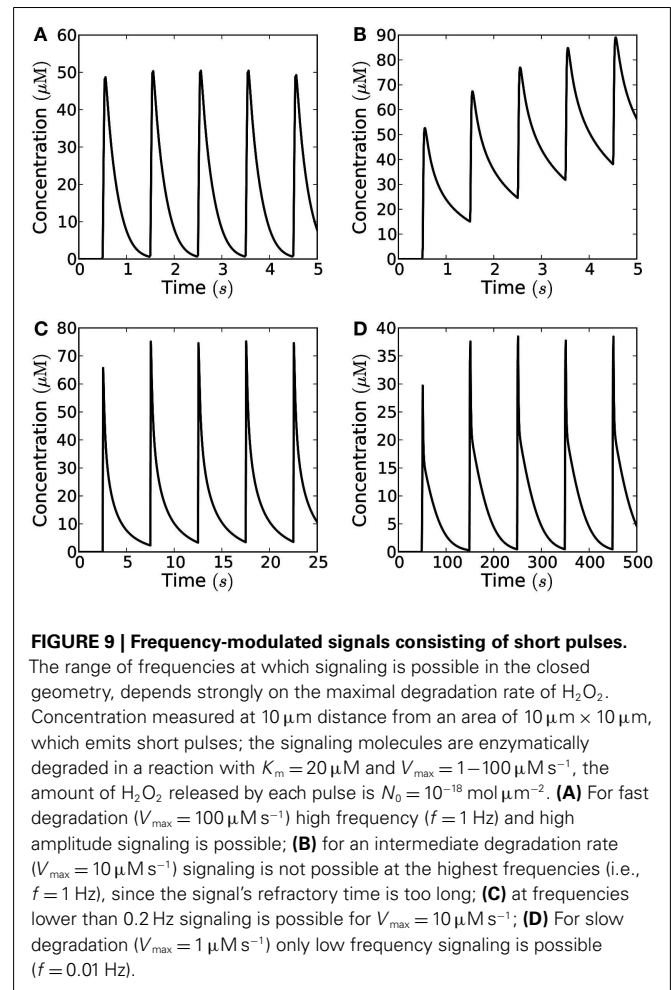 A
60
50
40
30
20
10
0
Concentration (μM)
0 1 2 3 4 5
Time (s)
B
90
80
70
60
50
40
30
20
10
0
Concentration (μM)
0 1 2 3 4 5
Time (s)
C
80
70
60
50
40
30
20
10
0
Concentration (μM)
0 5 10 15 20 25
Time (s)
D
40
35
30
25
20
15
10
5
0
Concentration (μM)
0 100 200 300 400 500
Time (s)
FIGURE 9 | Frequency-modulated signals consisting of short pulses.
The range of frequencies at which signaling is possible in the closed
geometry, depends strongly on the maximal degradation rate of H₂O₂.
Concentration measured at 10 μm distance from an area of 10 μm × 10 μm,
which emits short pulses; the signaling molecules are enzymatically
degraded in a reaction with Kₘ = 20 μM and Vₘₐₓ = 1–100 μM s⁻¹, the
amount of H₂O₂ released by each pulse is N₀ = 10⁻¹⁸ mol μm⁻². (A) For fast
degradation (Vₘₐₓ = 100 μM s⁻¹) high frequency (f = 1 Hz) and high
amplitude signaling is possible; (B) for an intermediate degradation rate
(Vₘₐₓ = 10 μM s⁻¹) signaling is not possible at the highest frequencies (i.e.,
f = 1 Hz), since the signal's refractory time is too long; (C) at frequencies
lower than 0.2 Hz signaling is possible for Vₘₐₓ = 10 μM s⁻¹; (D) For slow
degradation (Vₘₐₓ = 1 μM s⁻¹) only low frequency signaling is possible
(f = 0.01 Hz).